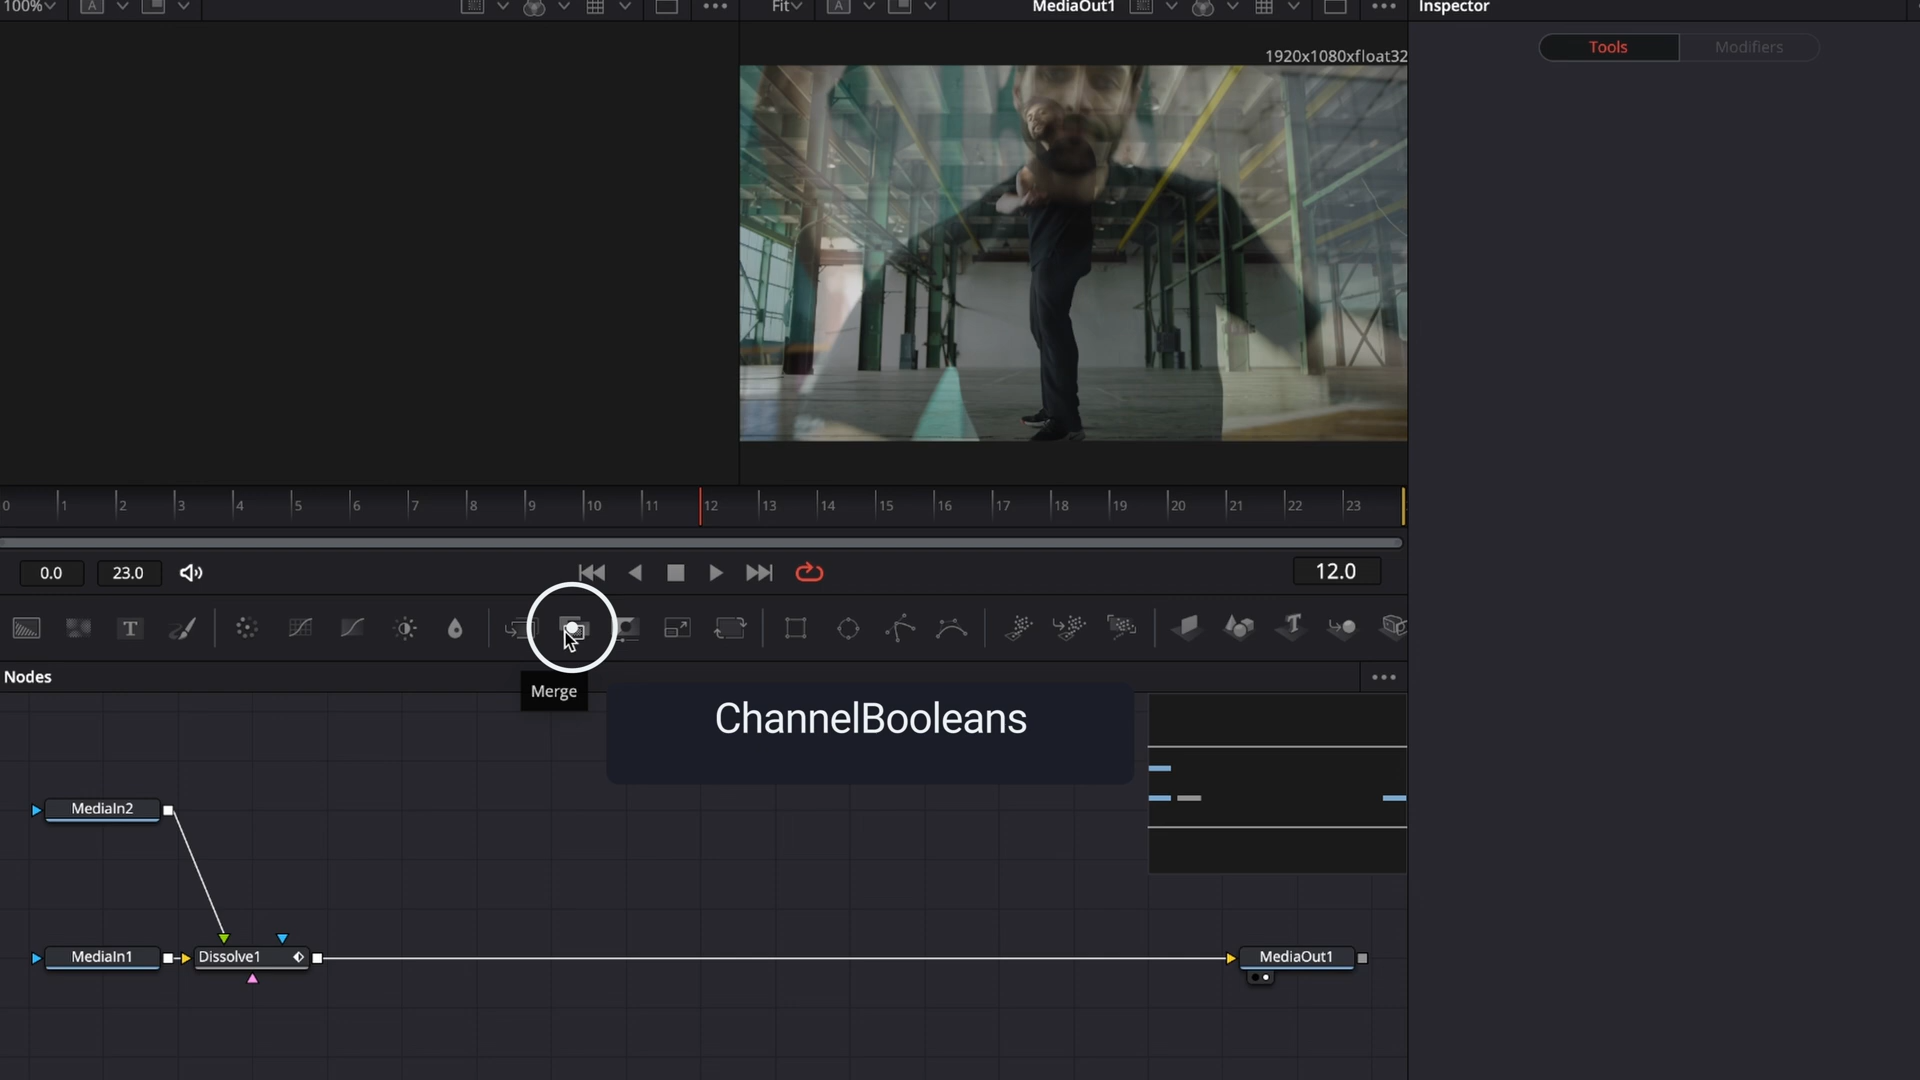 100%
A
Fit
A
MediaOut1
Inspector
Tools
Modifiers
1920x1080xfloat32
0 1 2 3 4 5 6 7 8 9 10 11 12 13 14 15 16 17 18 19 20 21 22 23
0.0
23.0
12.0
T
T
Nodes
Merge
ChannelBooleans
MediaIn2
MediaIn1
Dissolve1
MediaOut1